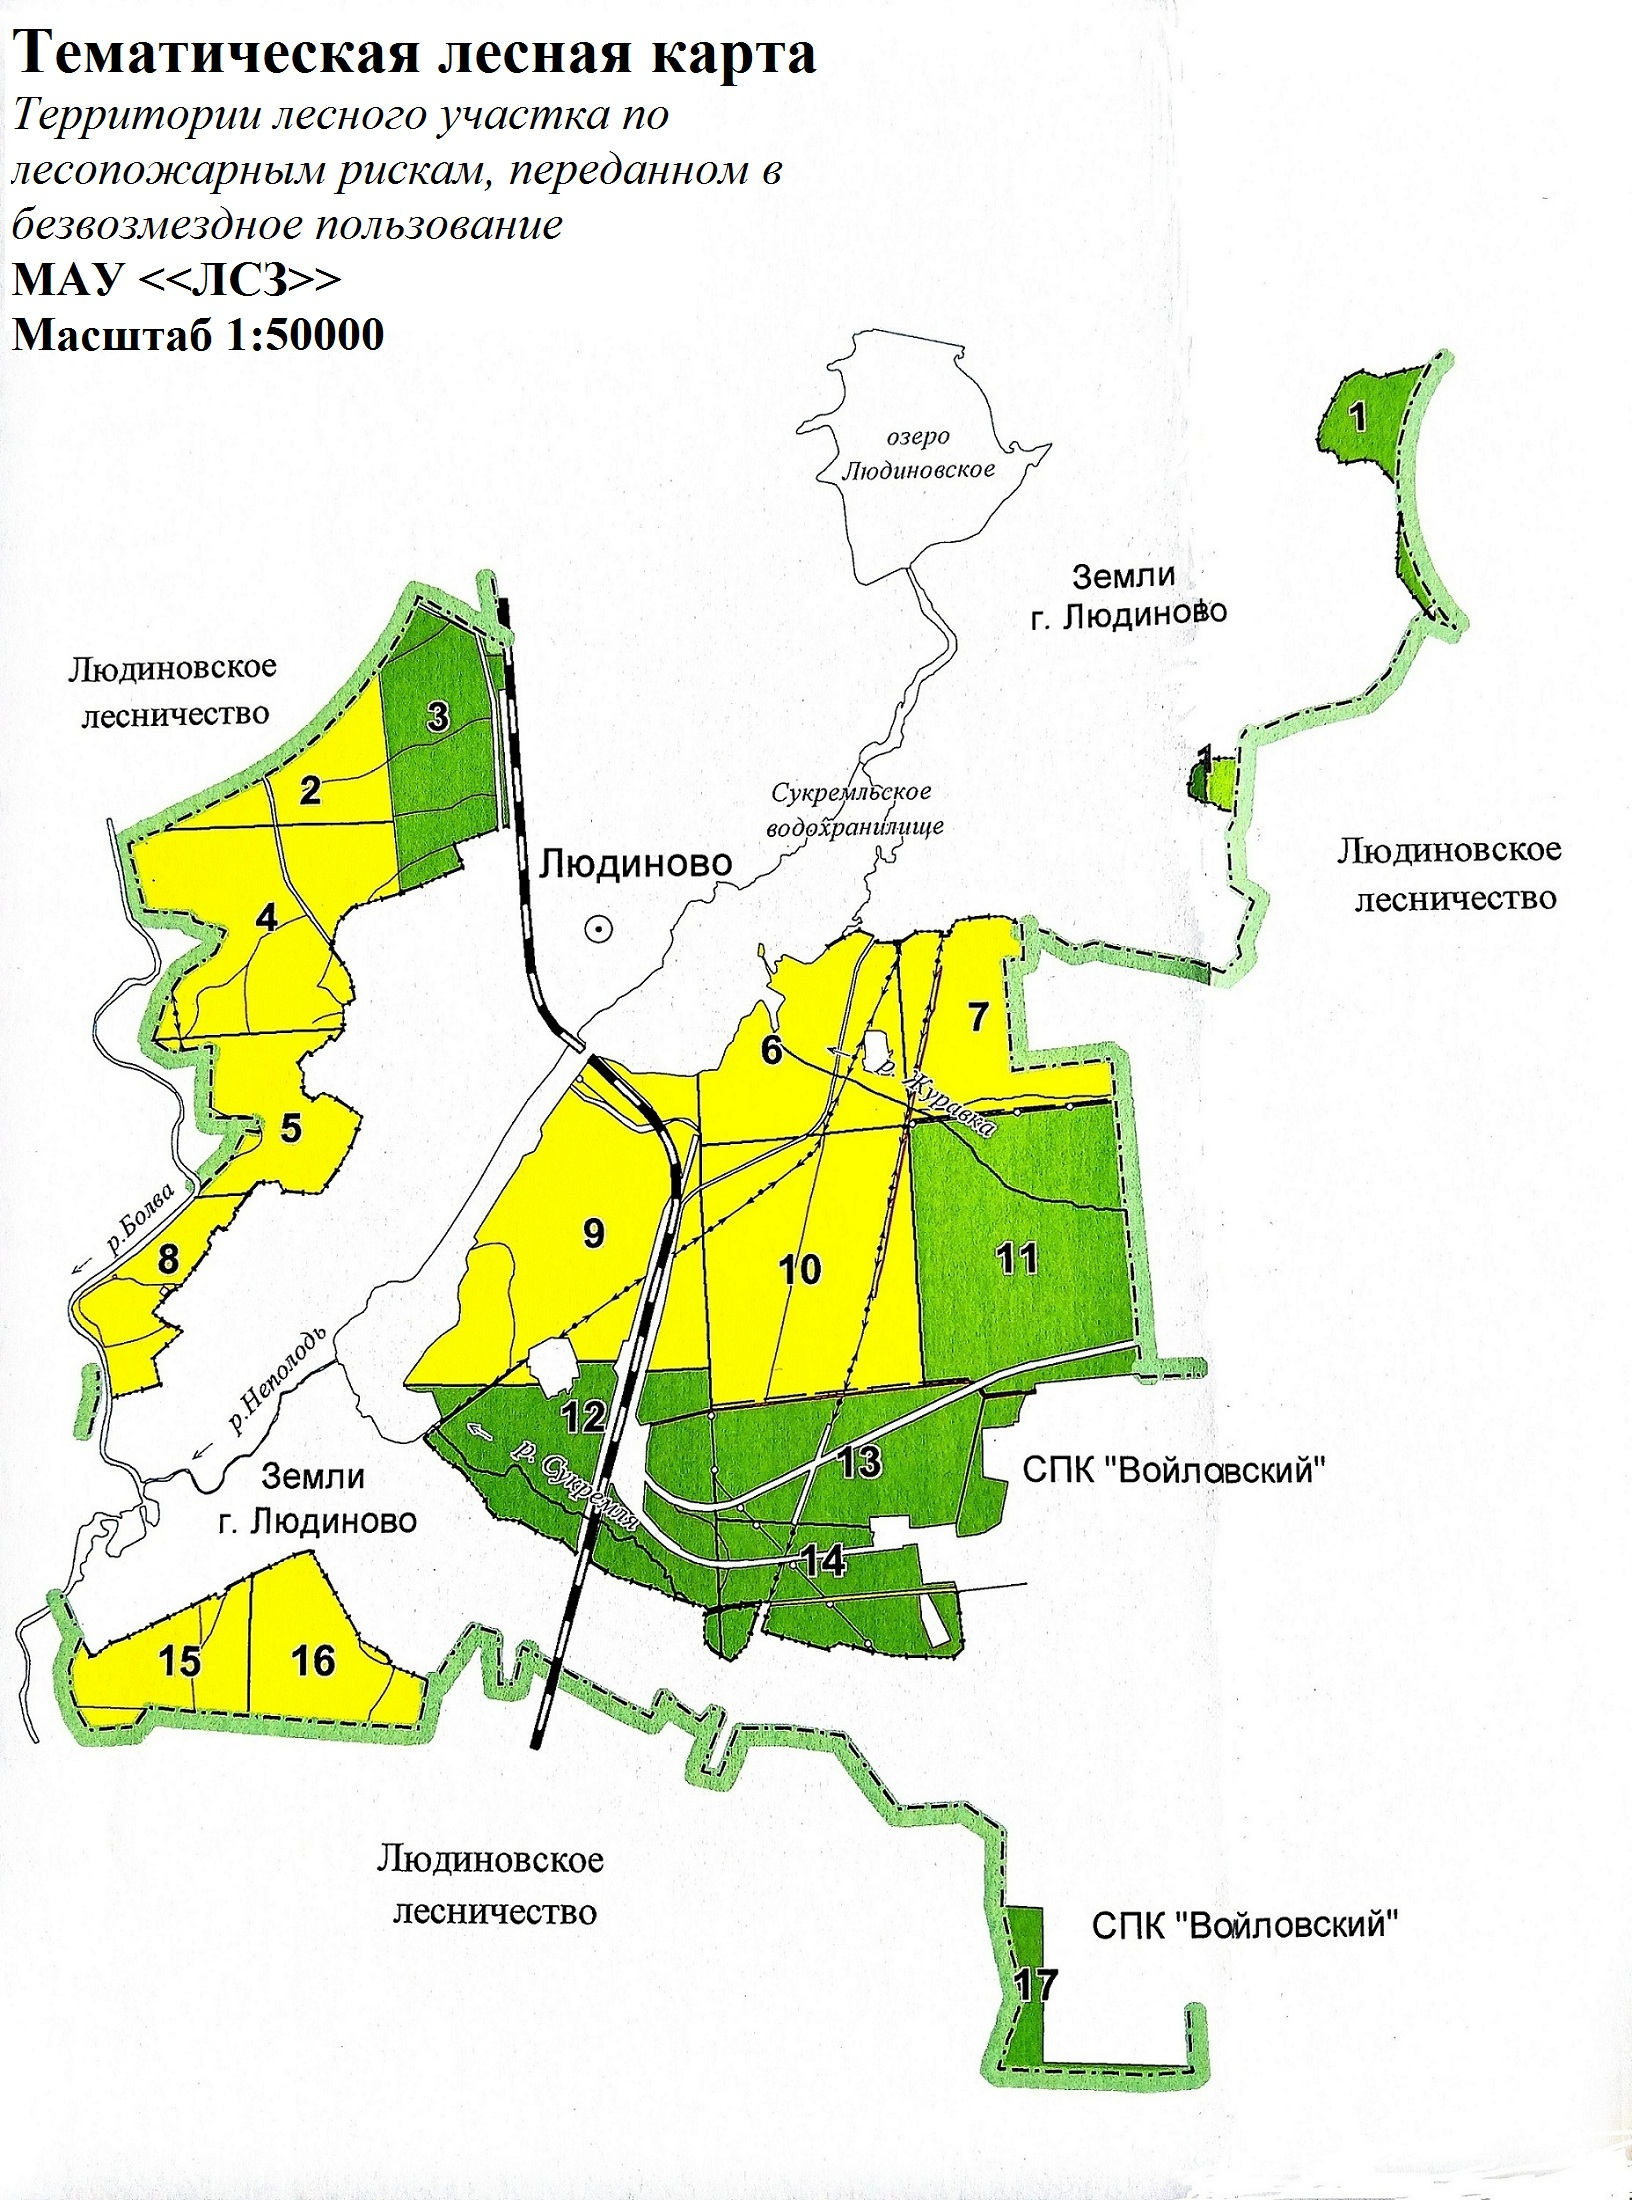 Тематическая лесная карта
Территории лесного участка по
лесопожарным рискам, переданном в
безвозмездное пользование
МАУ <<ЛСЗ>>
Масштаб 1:50000
озеро
Людиновское
1
Земли
г. Людиново
Людиновское
лесничество
3
2
1
Сукремльское
водохранилище
Людиново
Людиновское
лесничество
4
7
6
р. Журавка
5
р.Болва
8
9
10
11
р.Неполодь
12
р. Сукремля
13
СПК "Войловский"
Земли
г. Людиново
14
15
16
Людиновское
лесничество
СПК "Войловский"
17